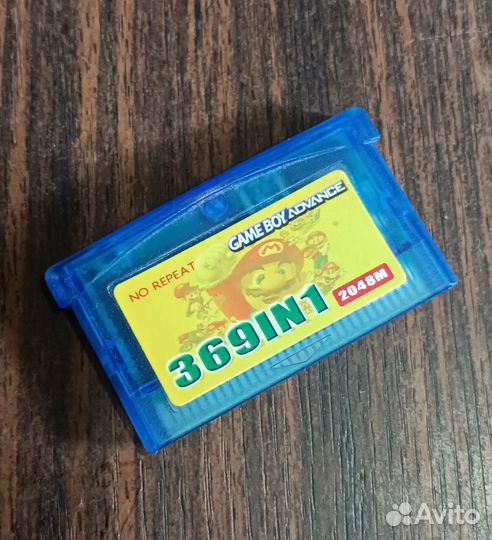 GAME BOY ADVANCE
NO REPEAT
369IN1
2048M
Avito